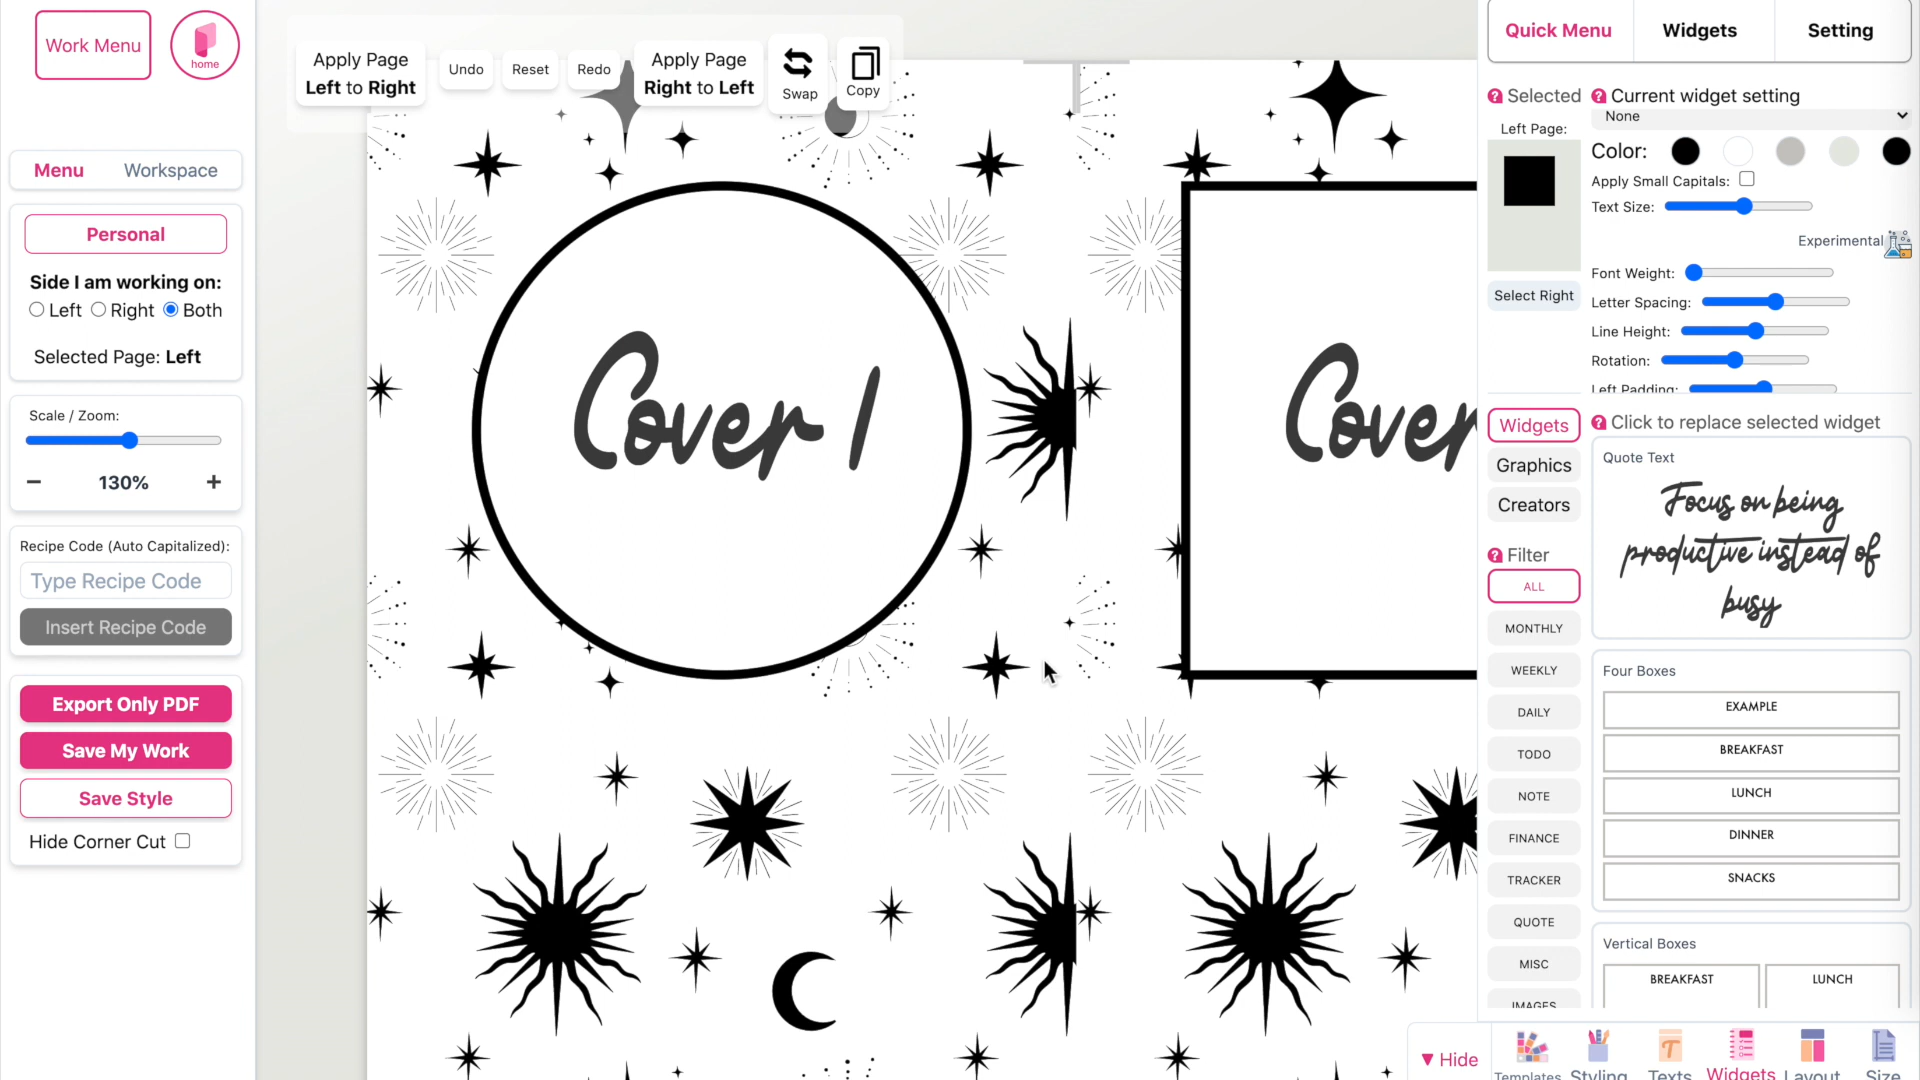 Work Menu
home
Apply Page
Left to Right
Undo
Reset
Redo
Apply Page
Right to Left
Swap
Copy
Quick Menu
Widgets
Setting
Menu
Workspace
Personal
Side I am working on:
Left
Right
Both
Selected Page: Left
Scale / Zoom:
130%
Recipe Code (Auto Capitalized):
Type Recipe Code
Insert Recipe Code
Export Only PDF
Save My Work
Save Style
Hide Corner Cut
Cover 1
Cover
? Selected
Left Page:
Select Right
? Current widget setting
None
Color:
Apply Small Capitals:
Text Size:
Experimental
Font Weight:
Letter Spacing:
Line Height:
Rotation:
Left Padding:
Widgets
Graphics
Creators
? Filter
ALL
MONTHLY
WEEKLY
DAILY
TODO
NOTE
FINANCE
TRACKER
QUOTE
MISC
IMAGES
? Click to replace selected widget
Quote Text
Focus on being
productive instead of
busy
Four Boxes
EXAMPLE
BREAKFAST
LUNCH
DINNER
SNACKS
Vertical Boxes
BREAKFAST
LUNCH
▼ Hide
Templates
Styling
Texts
Widgets
Layout
Size